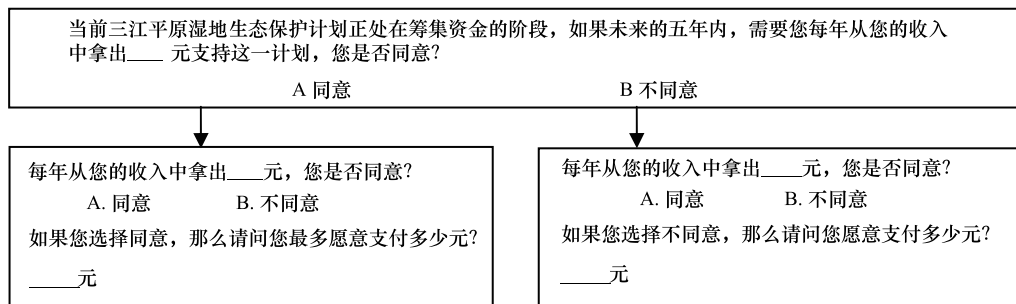 当前三江平原湿地生态保护计划正处在筹集资金的阶段，如果未来的五年内，需要您每年从您的收入
中拿出____ 元支持这一计划，您是否同意？
A 同意 B 不同意
每年从您的收入中拿出____元，您是否同意？
A. 同意 B. 不同意
如果您选择同意，那么请问您最多愿意支付多少元？
_____元
每年从您的收入中拿出____元，您是否同意？
A. 同意 B. 不同意
如果您选择不同意，那么请问您愿意支付多少元？
_____元